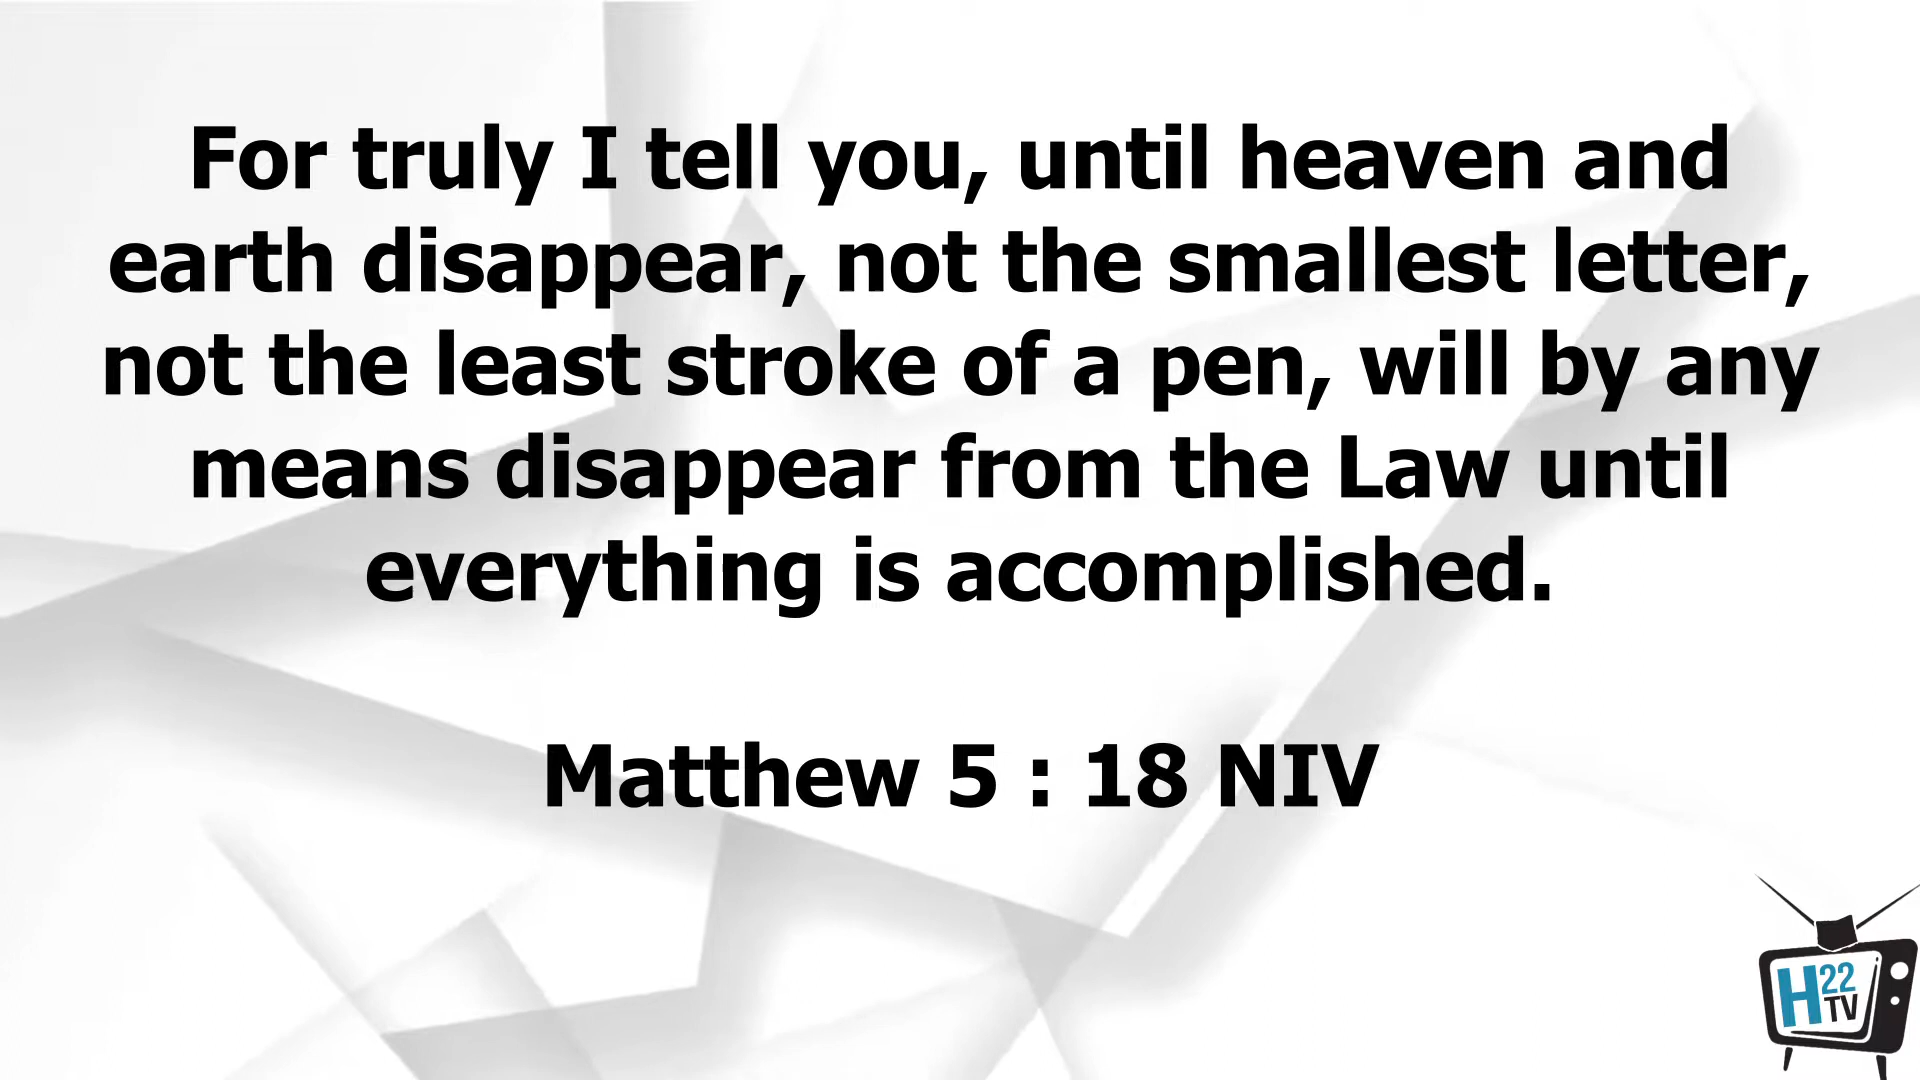 For truly I tell you, until heaven and
earth disappear, not the smallest letter,
not the least stroke of a pen, will by any
means disappear from the Law until
everything is accomplished.
Matthew 5 : 18 NIV
H22
TV